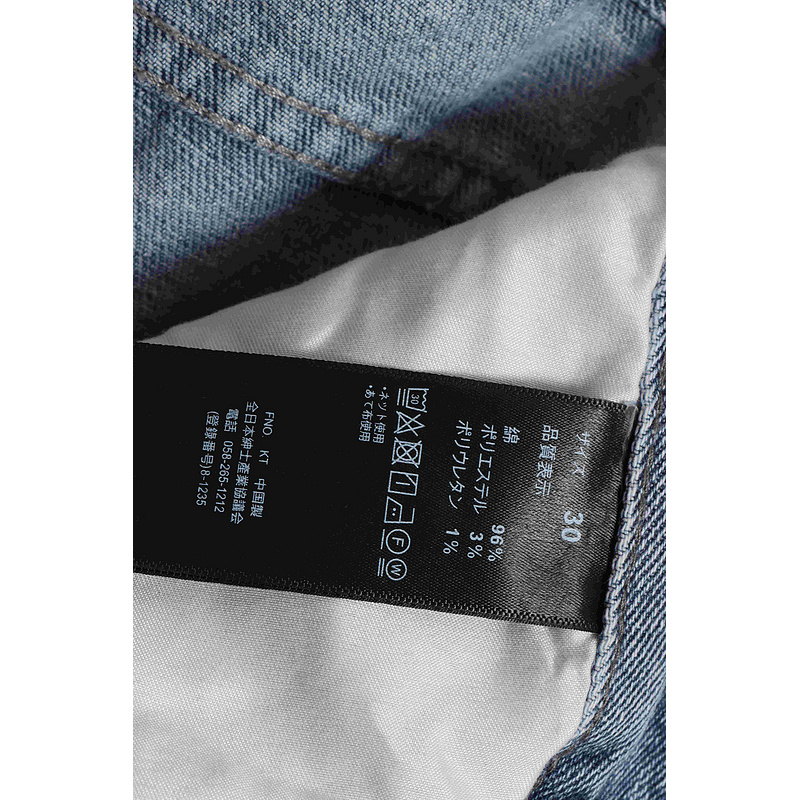 サイズ 30
品質表示
綿 96%
ポリエステル 3%
ポリウレタン 1%
30 F W
・ネット使用
・あて布使用
FNO. KT 中国製
全日本紳士産業協議会
電話 058-265-1212
(登録番号)8-1235